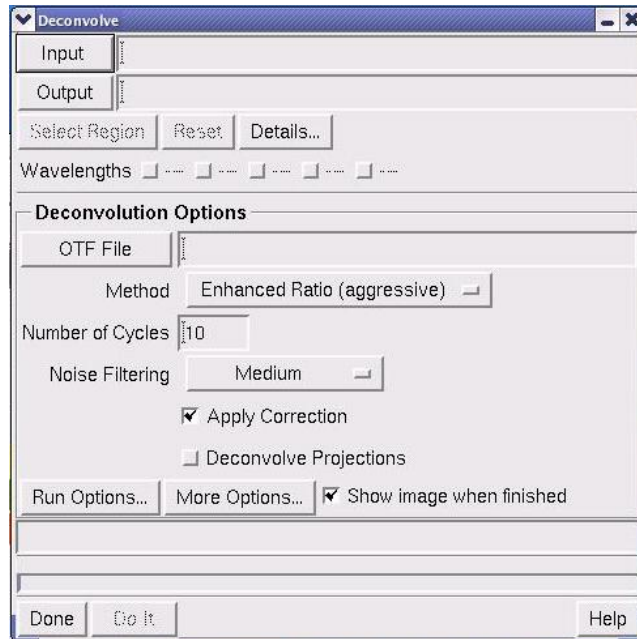 Deconvolve
Input
Output
Select Region Reset Details...
Wavelengths --- --- --- --- ---
Deconvolution Options
OTF File
Method Enhanced Ratio (aggressive)
Number of Cycles 10
Noise Filtering Medium
Apply Correction
Deconvolve Projections
Run Options... More Options... Show image when finished
Done Do It Help